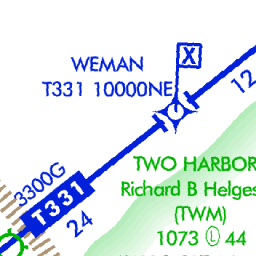 WEMAN
X
T331 10000NE
12
3300G
T331
24
TWO HARBOR
Richard B Helges
(TWM)
1073 Ⓛ 44